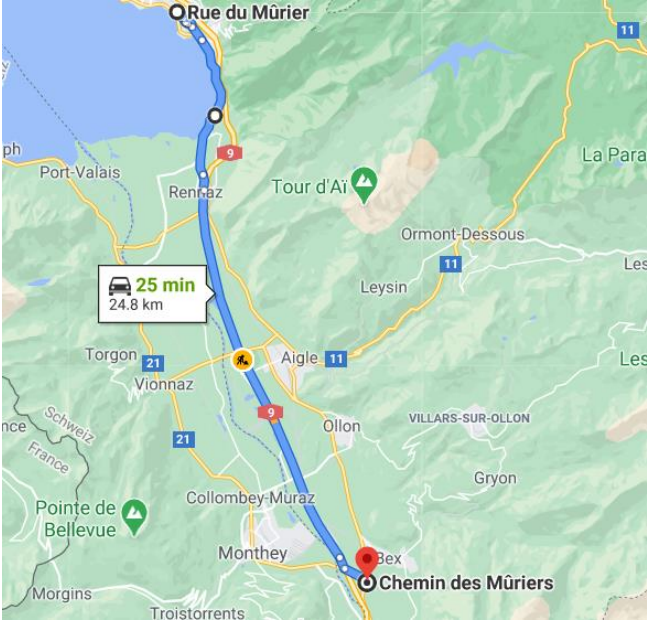 Rue du Mûrier
11
ph
Port-Valais
9
La Para
Tour d'Aï
Rennaz
Ormont-Dessous
11
Les
Leysin
25 min
24.8 km
Torgon
21
Aigle
11
Les
Vionnaz
9
nce
Schweiz
France
21
Ollon
VILLARS-SUR-OLLON
Gryon
Collombey-Muraz
Pointe de
Bellevue
Monthey
Bex
Chemin des Mûriers
Morgins
Troistorrents